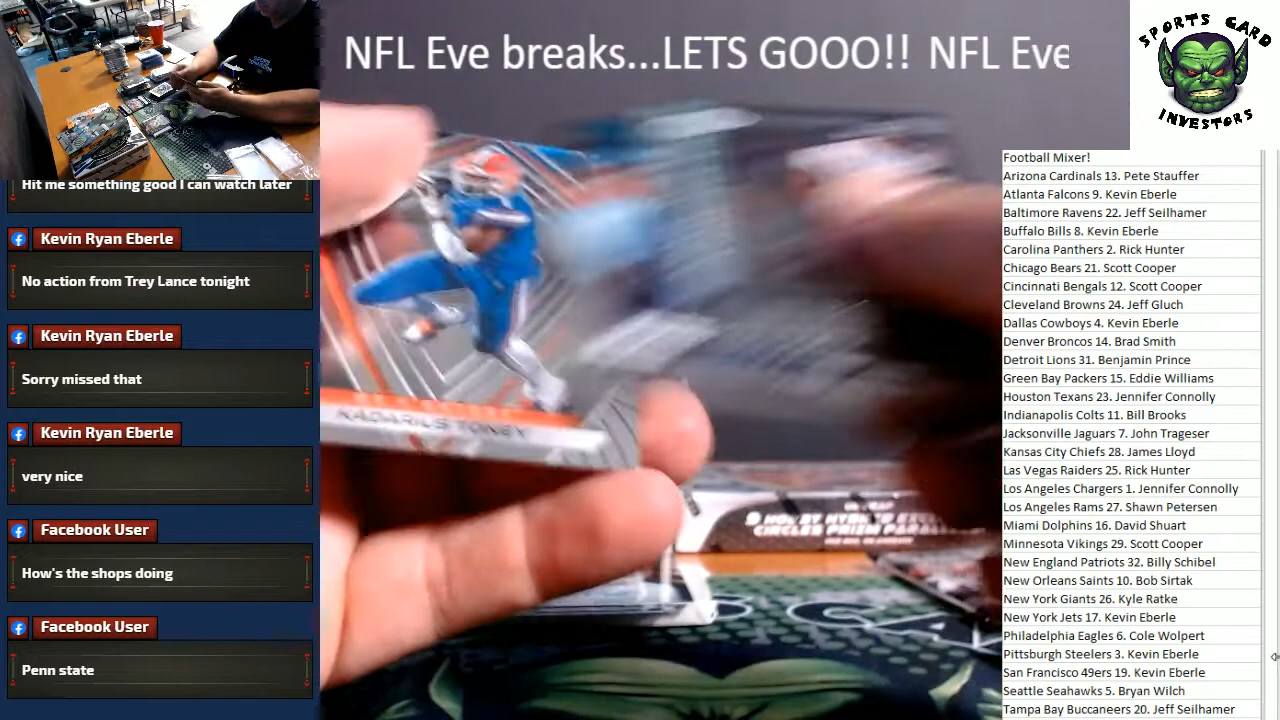 NFL Eve breaks...LETS GOOO!! NFL Eve
SPORTS CARD
INVESTORS
Hit me something good I can watch later
Kevin Ryan Eberle
No action from Trey Lance tonight
Kevin Ryan Eberle
Sorry missed that
Kevin Ryan Eberle
very nice
Facebook User
How's the shops doing
Facebook User
Penn state
KADARIUS TONEY
Football Mixer!
Arizona Cardinals 13. Pete Stauffer
Atlanta Falcons 9. Kevin Eberle
Baltimore Ravens 22. Jeff Seilhamer
Buffalo Bills 8. Kevin Eberle
Carolina Panthers 2. Rick Hunter
Chicago Bears 21. Scott Cooper
Cincinnati Bengals 12. Scott Cooper
Cleveland Browns 24. Jeff Gluch
Dallas Cowboys 4. Kevin Eberle
Denver Broncos 14. Brad Smith
Detroit Lions 31. Benjamin Prince
Green Bay Packers 15. Eddie Williams
Houston Texans 23. Jennifer Connolly
Indianapolis Colts 11. Bill Brooks
Jacksonville Jaguars 7. John Trageser
Kansas City Chiefs 28. James Lloyd
Las Vegas Raiders 25. Rick Hunter
Los Angeles Chargers 1. Jennifer Connolly
Los Angeles Rams 27. Shawn Petersen
Miami Dolphins 16. David Shuart
Minnesota Vikings 29. Scott Cooper
New England Patriots 32. Billy Schibel
New Orleans Saints 10. Bob Sirtak
New York Giants 26. Kyle Ratke
New York Jets 17. Kevin Eberle
Philadelphia Eagles 6. Cole Wolpert
Pittsburgh Steelers 3. Kevin Eberle
San Francisco 49ers 19. Kevin Eberle
Seattle Seahawks 5. Bryan Wilch
Tampa Bay Buccaneers 20. Jeff Seilhamer